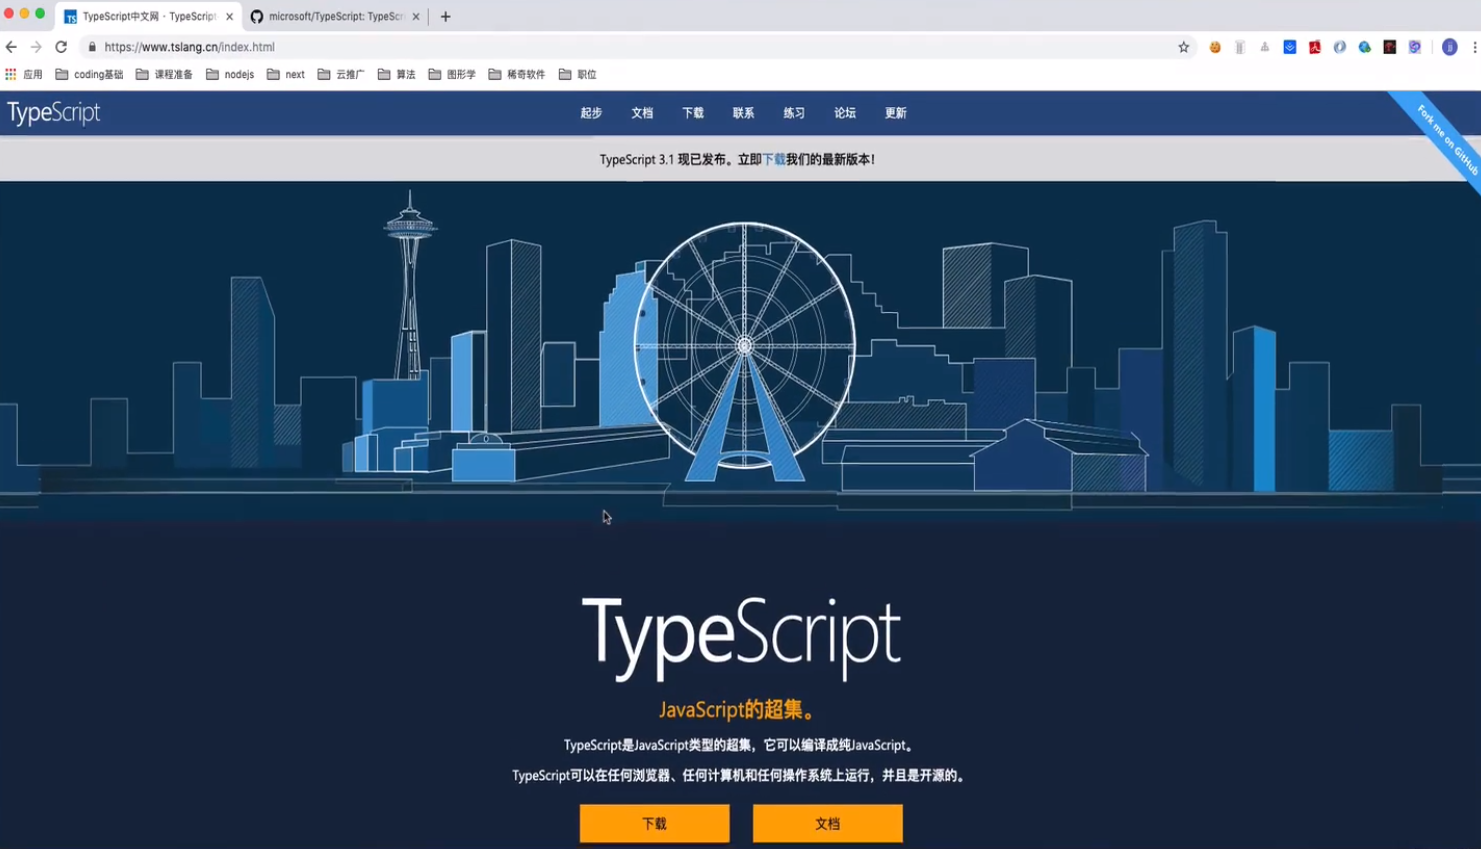 TypeScript中文网 · TypeScript
microsoft/TypeScript: TypeScr
https://www.tslang.cn/index.html
应用 coding基础 课程准备 nodejs next 云推广 算法 图形学 稀奇软件 职位
TypeScript 起步 文档 下载 联系 练习 论坛 更新
Fork me on GitHub
TypeScript 3.1 现已发布。立即下载我们的最新版本！
TypeScript
JavaScript的超集。
TypeScript是JavaScript类型的超集，它可以编译成纯JavaScript。
TypeScript可以在任何浏览器、任何计算机和任何操作系统上运行，并且是开源的。
下载 文档